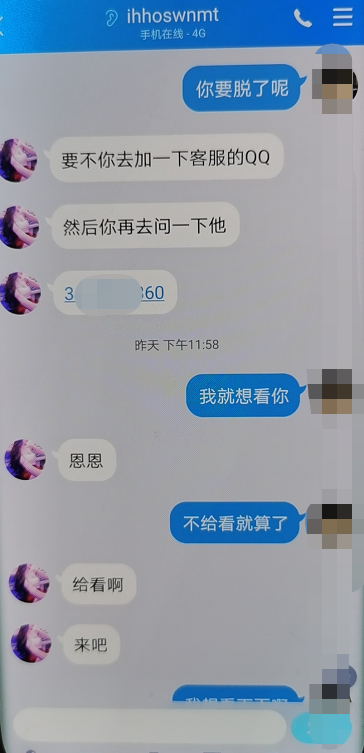 ihhoswnmt
手机在线 - 4G
你要脱了呢
要不你去加一下客服的QQ
然后你再去问一下他
3
360
昨天 下午11:58
我就想看你
恩恩
不给看就算了
给看啊
来吧